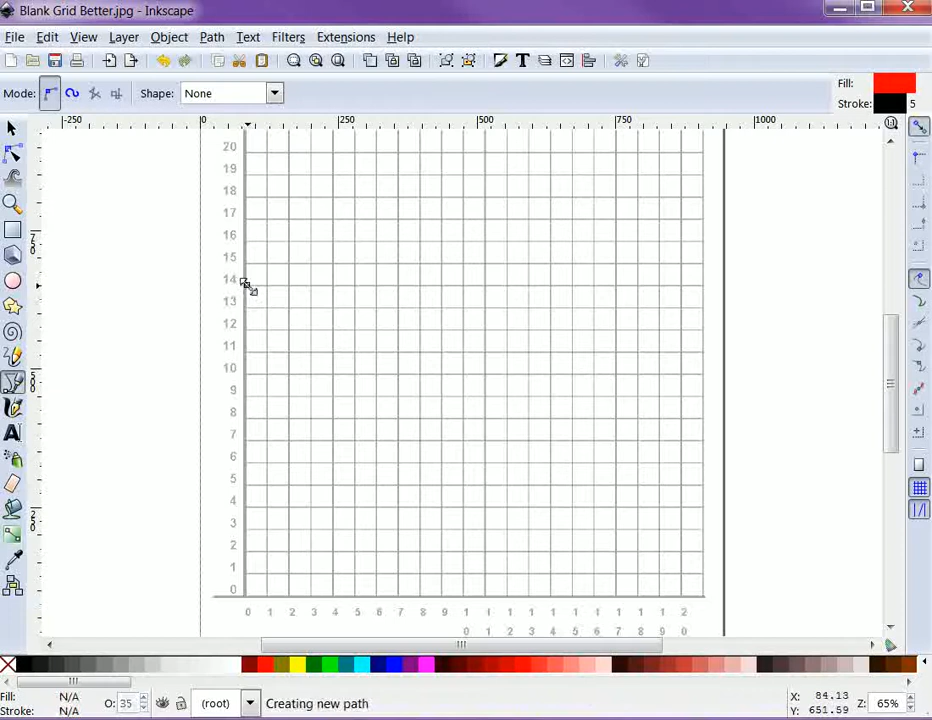 Blank Grid Better.jpg - Inkscape
File Edit View Layer Object Path Text Filters Extensions Help
Mode: Shape: None Fill:
Stroke: 5
-250 0 250 500 750 1000
20
19
18
17
16
15
14
13
12
11
10
9
8
7
6
5
4
3
2
1
0
0 1 2 3 4 5 6 7 8 9 1 1 1 1 1 1 1 1 1 1 2
0 1 2 3 4 5 6 7 8 9 0
750
500
250
Fill: N/A
Stroke: N/A
O: 35
(root)
Creating new path
X: 84.13
Y: 651.59
Z: 65%